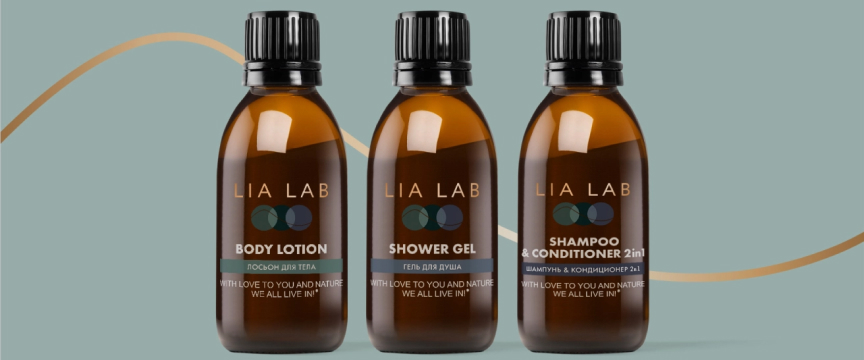 LIA LAB
BODY LOTION
ЛОСЬОН ДЛЯ ТЕЛА
WITH LOVE TO YOU AND NATURE
WE ALL LIVE IN!*
LIA LAB
SHOWER GEL
ГЕЛЬ ДЛЯ ДУША
WITH LOVE TO YOU AND NATURE
WE ALL LIVE IN!*
LIA LAB
SHAMPOO
& CONDITIONER 2in1
ШАМПУНЬ & КОНДИЦИОНЕР 2в1
WITH LOVE TO YOU AND NATURE
WE ALL LIVE IN!*